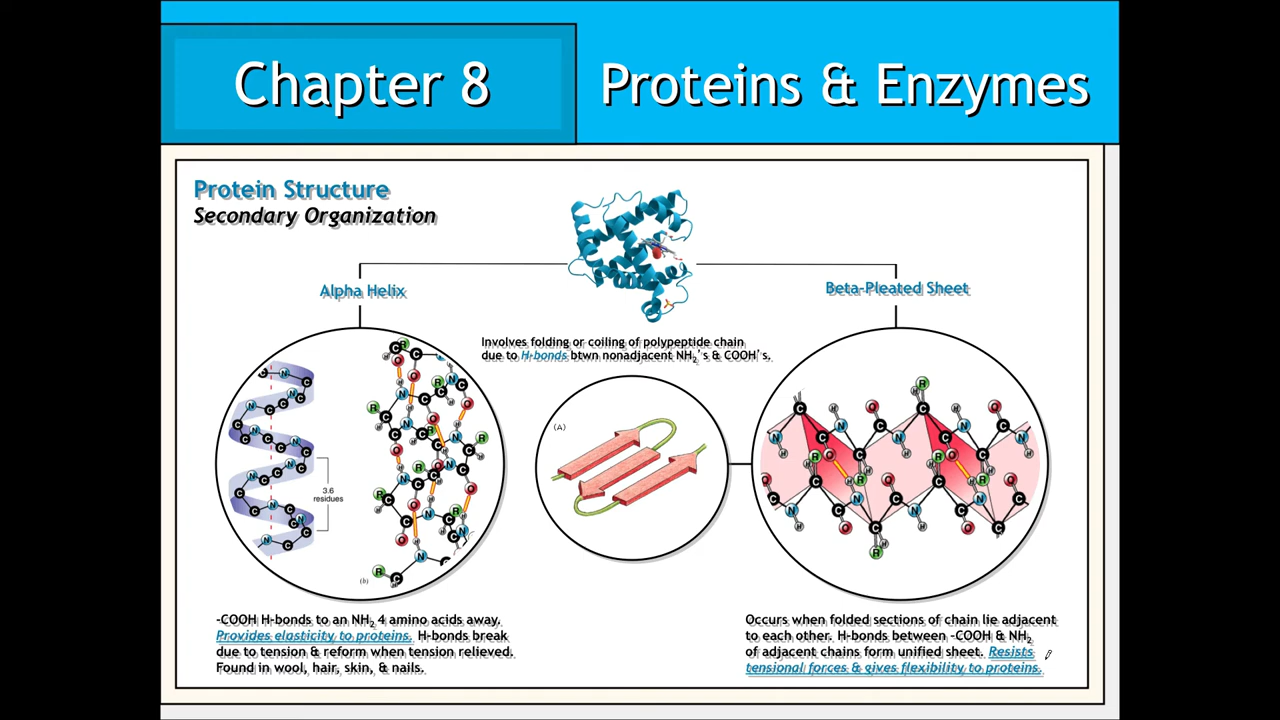 Chapter 8
Proteins & Enzymes
Protein Structure
Secondary Organization
Alpha Helix
Beta-Pleated Sheet
Involves folding or coiling of polypeptide chain
due to H-bonds btwn nonadjacent NH₂'s & COOH's.
(A)
3.6
residues
(b)
-COOH H-bonds to an NH₂ 4 amino acids away.
Provides elasticity to proteins. H-bonds break
due to tension & reform when tension relieved.
Found in wool, hair, skin, & nails.
Occurs when folded sections of chain lie adjacent
to each other. H-bonds between -COOH & NH₂
of adjacent chains form unified sheet. Resists
tensional forces & gives flexibility to proteins.